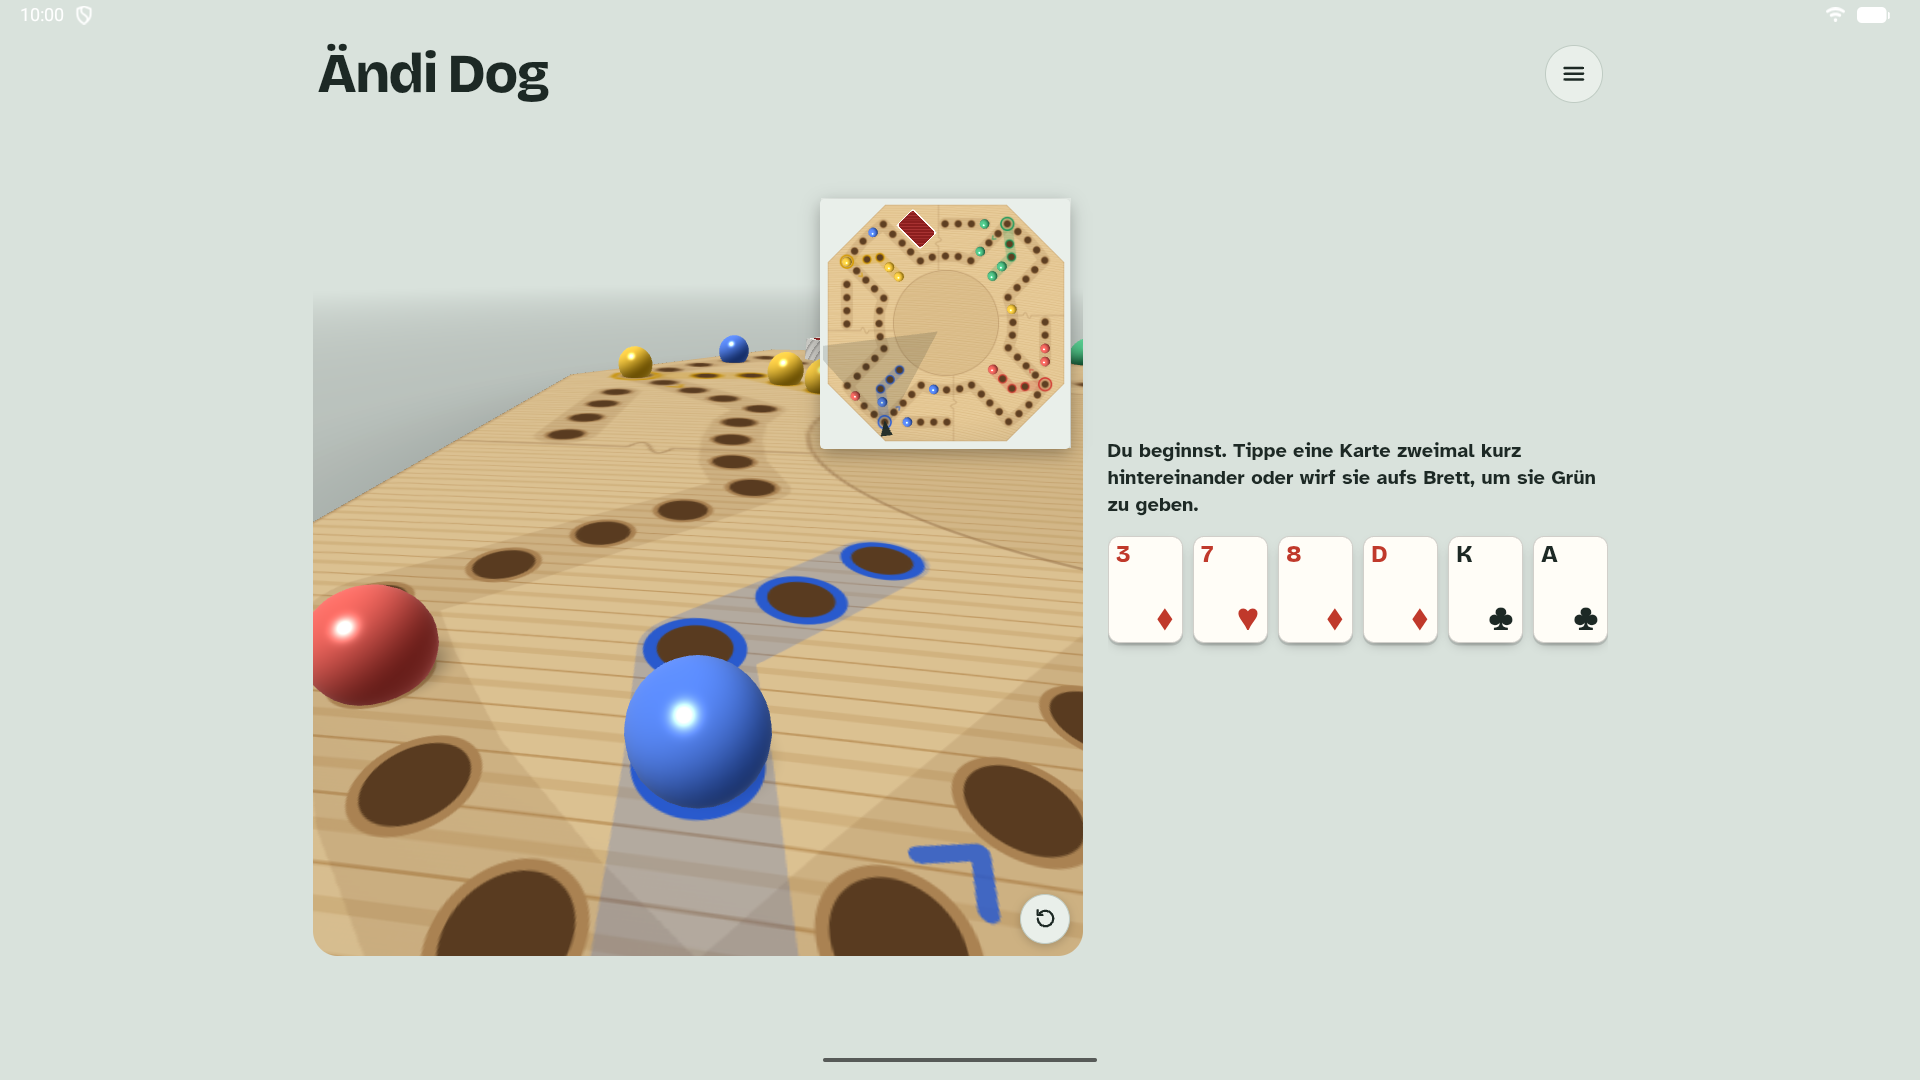 10:00
Ändi Dog
Du beginnst. Tippe eine Karte zweimal kurz
hintereinander oder wirf sie aufs Brett, um sie Grün
zu geben.
3 7 8 D K A